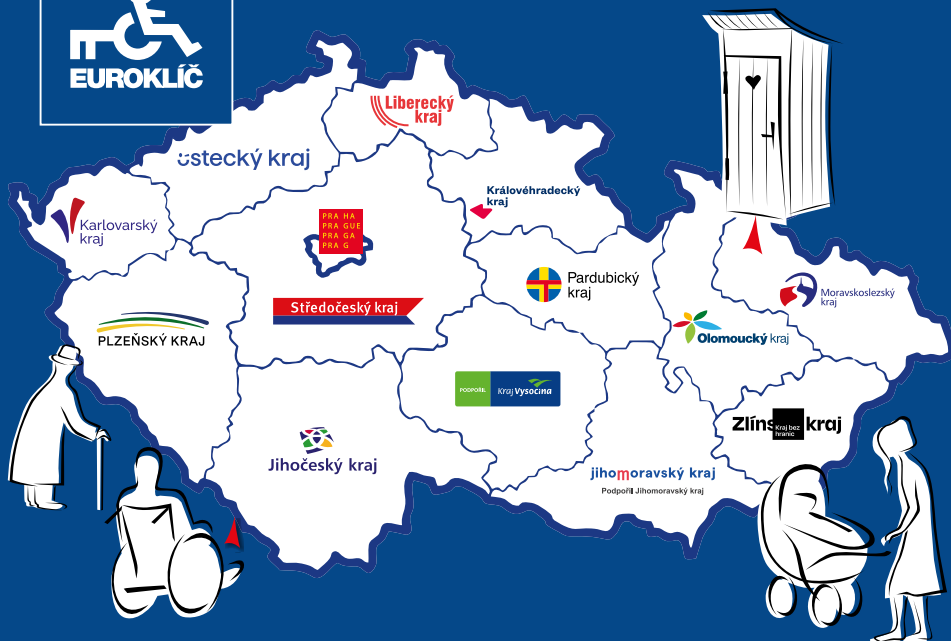 EUROKLÍČ
Liberecký
kraj
ústecký kraj
Královéhradecký
kraj
Karlovarský
kraj
PRA HA
PRA GUE
PRA GA
PRA G
Pardubický
kraj
Moravskoslezský
kraj
Středočeský kraj
PLZEŇSKÝ KRAJ
Olomoucký kraj
PODPOŘIL
Kraj Vysočina
Zlínský kraj
Kraj bez
hranic
Jihočeský kraj
jihomoravský kraj
Podpořil Jihomoravský kraj